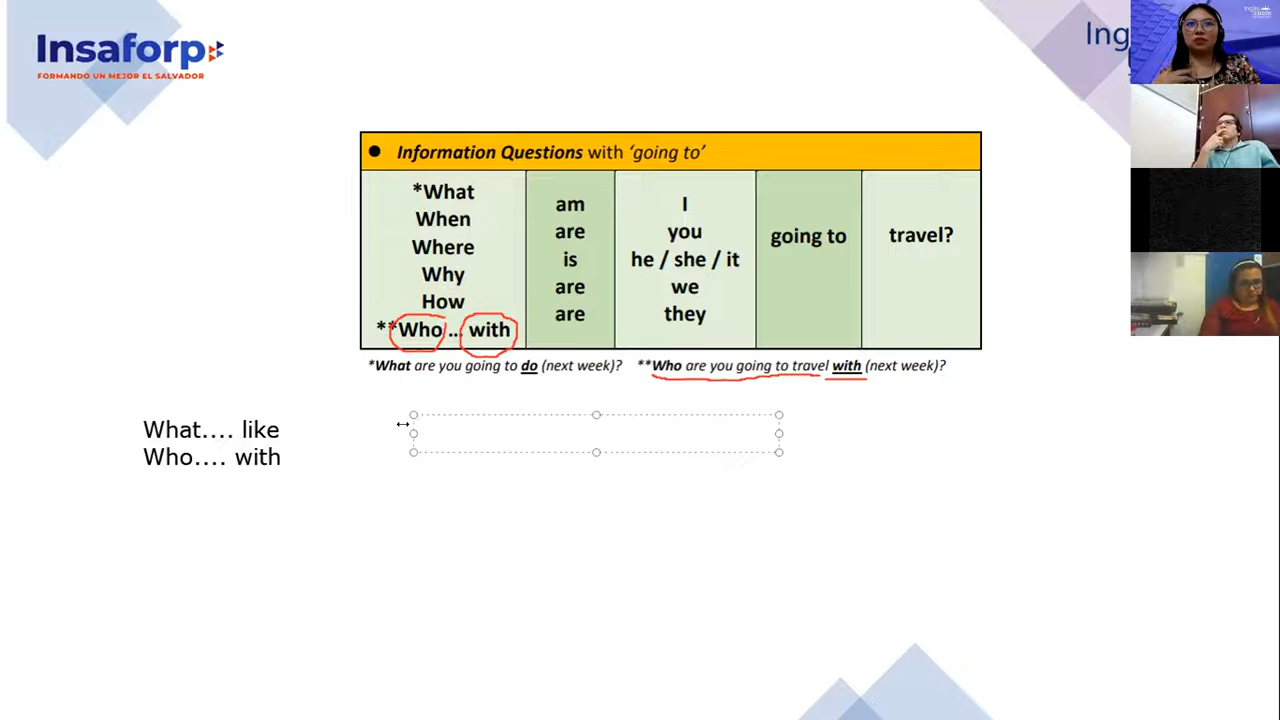 Insaforp
FORMANDO UN MEJOR EL SALVADOR
Ing
● Information Questions with ‘going to’
*What
When
Where
Why
How
**Who … with
am
are
is
are
are
I
you
he / she / it
we
they
going to
travel?
*What are you going to do (next week)?
**Who are you going to travel with (next week)?
What…. like
Who…. with